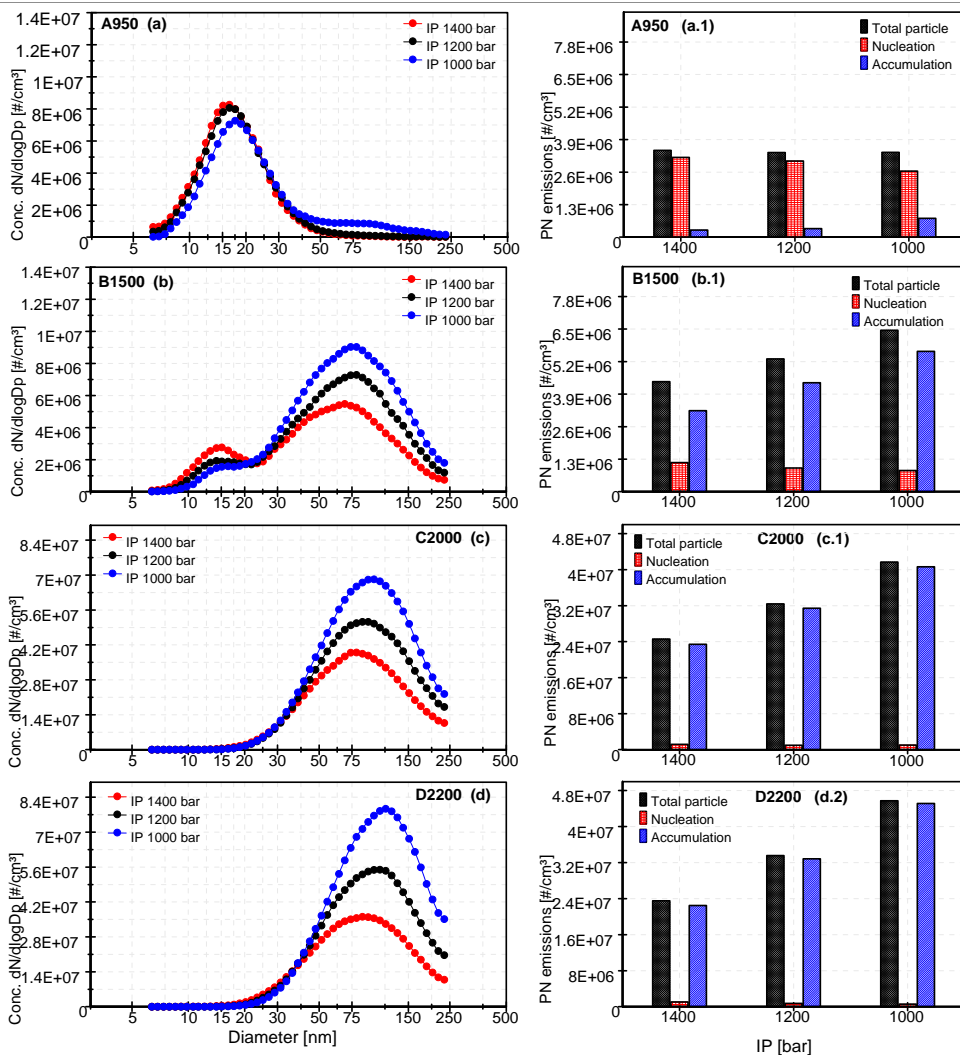 A950 (a)
IP 1400 bar
IP 1200 bar
IP 1000 bar
Conc. dN/dlogDp [#/cm³]
1.4E+07
1.2E+07
1E+07
8E+06
6E+06
4E+06
2E+06
0
5 10 15 20 30 50 75 150 250 500
A950 (a.1)
Total particle
Nucleation
Accumulation
PN emissions [#/cm³]
7.8E+06
6.5E+06
5.2E+06
3.9E+06
2.6E+06
1.3E+06
0
1400 1200 1000
B1500 (b)
IP 1400 bar
IP 1200 bar
IP 1000 bar
Conc. dN/dlogDp [#/cm³]
1.4E+07
1.2E+07
1E+07
8E+06
6E+06
4E+06
2E+06
0
5 10 15 20 30 50 75 150 250 500
B1500 (b.1)
Total particle
Nucleation
Accumulation
PN emissions [#/cm³]
7.8E+06
6.5E+06
5.2E+06
3.9E+06
2.6E+06
1.3E+06
0
1400 1200 1000
C2000 (c)
IP 1400 bar
IP 1200 bar
IP 1000 bar
Conc. dN/dlogDp [#/cm³]
8.4E+07
7E+07
5.6E+07
4.2E+07
2.8E+07
1.4E+07
0
5 10 15 20 30 50 75 150 250 500
C2000 (c.1)
Total particle
Nucleation
Accumulation
PN emissions [#/cm³]
4.8E+07
4E+07
3.2E+07
2.4E+07
1.6E+07
8E+06
0
1400 1200 1000
D2200 (d)
IP 1400 bar
IP 1200 bar
IP 1000 bar
Conc. dN/dlogDp [#/cm³]
8.4E+07
7E+07
5.6E+07
4.2E+07
2.8E+07
1.4E+07
0
5 10 15 20 30 50 75 150 250 500
Diameter [nm]
D2200 (d.2)
Total particle
Nucleation
Accumulation
PN emissions [#/cm³]
4.8E+07
4E+07
3.2E+07
2.4E+07
1.6E+07
8E+06
0
1400 1200 1000
IP [bar]